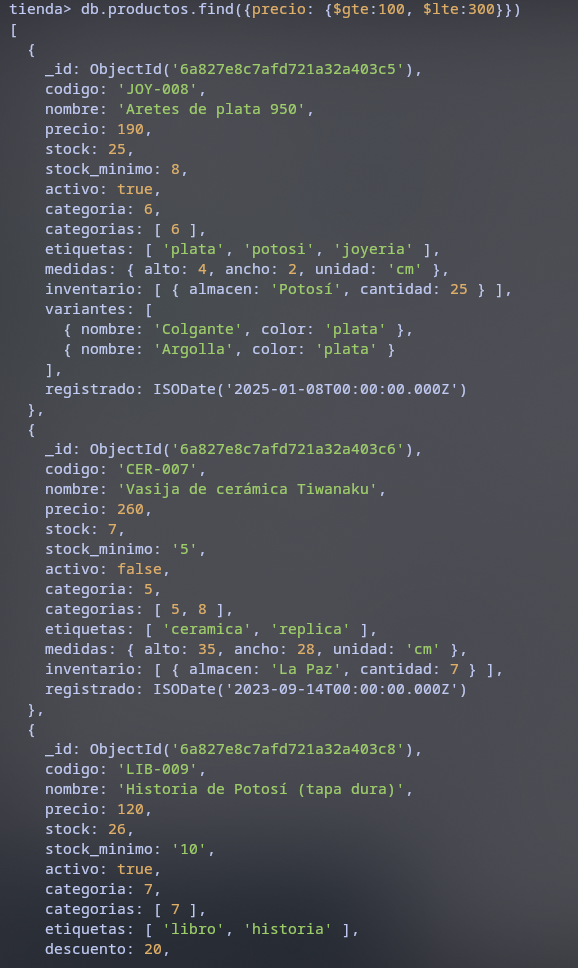 tienda> db.productos.find({precio: {$gte:100, $lte:300}})
[
  {
    _id: ObjectId('6a827e8c7afd721a32a403c5'),
    codigo: 'JOY-008',
    nombre: 'Aretes de plata 950',
    precio: 190,
    stock: 25,
    stock_minimo: 8,
    activo: true,
    categoria: 6,
    categorias: [ 6 ],
    etiquetas: [ 'plata', 'potosi', 'joyeria' ],
    medidas: { alto: 4, ancho: 2, unidad: 'cm' },
    inventario: [ { almacen: 'Potosí', cantidad: 25 } ],
    variantes: [
      { nombre: 'Colgante', color: 'plata' },
      { nombre: 'Argolla', color: 'plata' }
    ],
    registrado: ISODate('2025-01-08T00:00:00.000Z')
  },
  {
    _id: ObjectId('6a827e8c7afd721a32a403c6'),
    codigo: 'CER-007',
    nombre: 'Vasija de cerámica Tiwanaku',
    precio: 260,
    stock: 7,
    stock_minimo: '5',
    activo: false,
    categoria: 5,
    categorias: [ 5, 8 ],
    etiquetas: [ 'ceramica', 'replica' ],
    medidas: { alto: 35, ancho: 28, unidad: 'cm' },
    inventario: [ { almacen: 'La Paz', cantidad: 7 } ],
    registrado: ISODate('2023-09-14T00:00:00.000Z')
  },
  {
    _id: ObjectId('6a827e8c7afd721a32a403c8'),
    codigo: 'LIB-009',
    nombre: 'Historia de Potosí (tapa dura)',
    precio: 120,
    stock: 26,
    stock_minimo: '10',
    activo: true,
    categoria: 7,
    categorias: [ 7 ],
    etiquetas: [ 'libro', 'historia' ],
    descuento: 20,